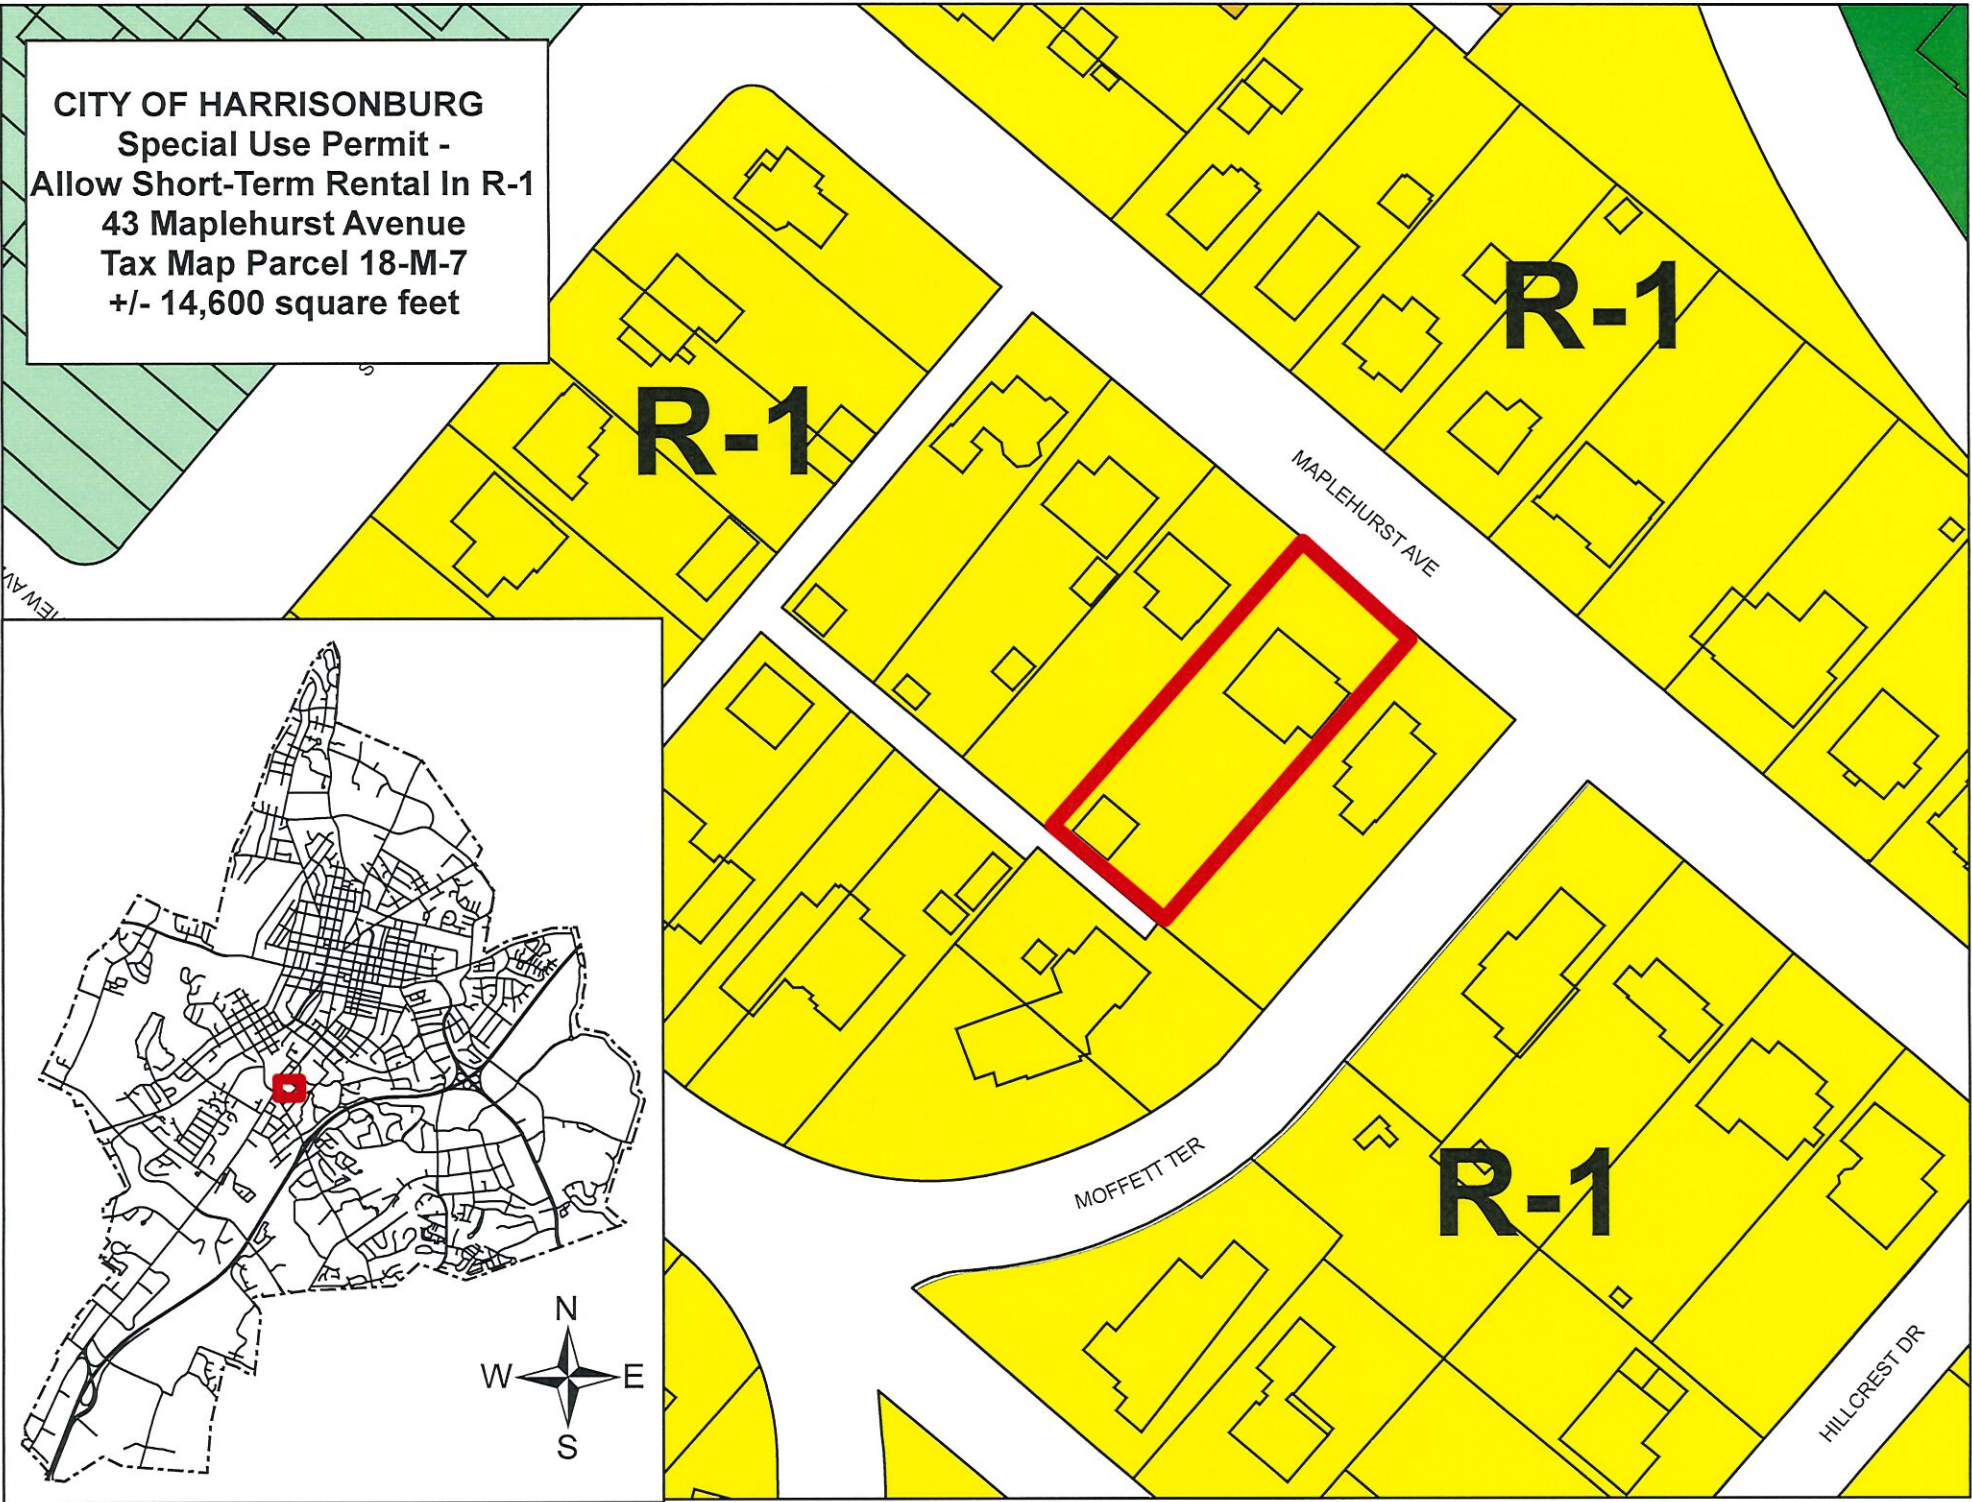 CITY OF HARRISONBURG
Special Use Permit -
Allow Short-Term Rental In R-1
43 Maplehurst Avenue
Tax Map Parcel 18-M-7
+/- 14,600 square feet
R-1
R-1
MAPLEHURST AVE
MOFFETT TER
R-1
HILLCREST DR
N
W
E
S